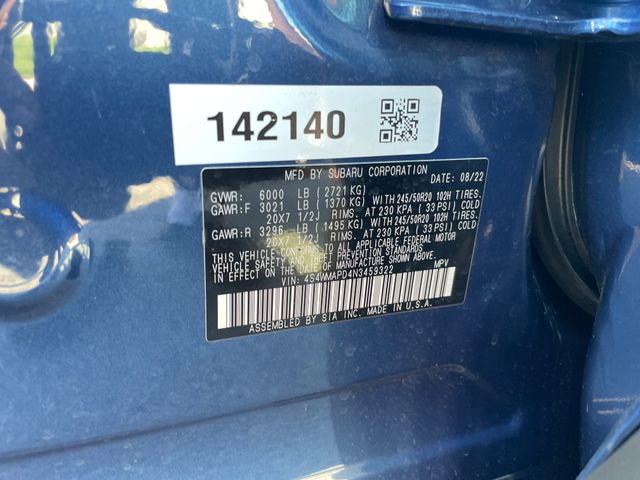 142140
MFD BY SUBARU CORPORATION DATE: 08/22
GVWR: 6000 LB ( 2721 KG)
GAWR:F 3021 LB ( 1370 KG) WITH 245/50R20 102H TIRES.
20X7 1/2J RIMS. AT 230 KPA ( 33 PSI) COLD
GAWR:R 3296 LB ( 1495 KG) WITH 245/50R20 102H TIRES.
20X7 1/2J RIMS. AT 230 KPA ( 33 PSI) COLD
THIS VEHICLE CONFORMS TO ALL APPLICABLE FEDERAL MOTOR
VEHICLE SAFETY AND THEFT PREVENTION STANDARDS IN
EFFECT ON THE DATE OF MANUFACTURE SHOWN ABOVE.
VIN: 4S4WMAPD4N3459322 MPV
ASSEMBLED BY SIA INC. MADE IN U.S.A.